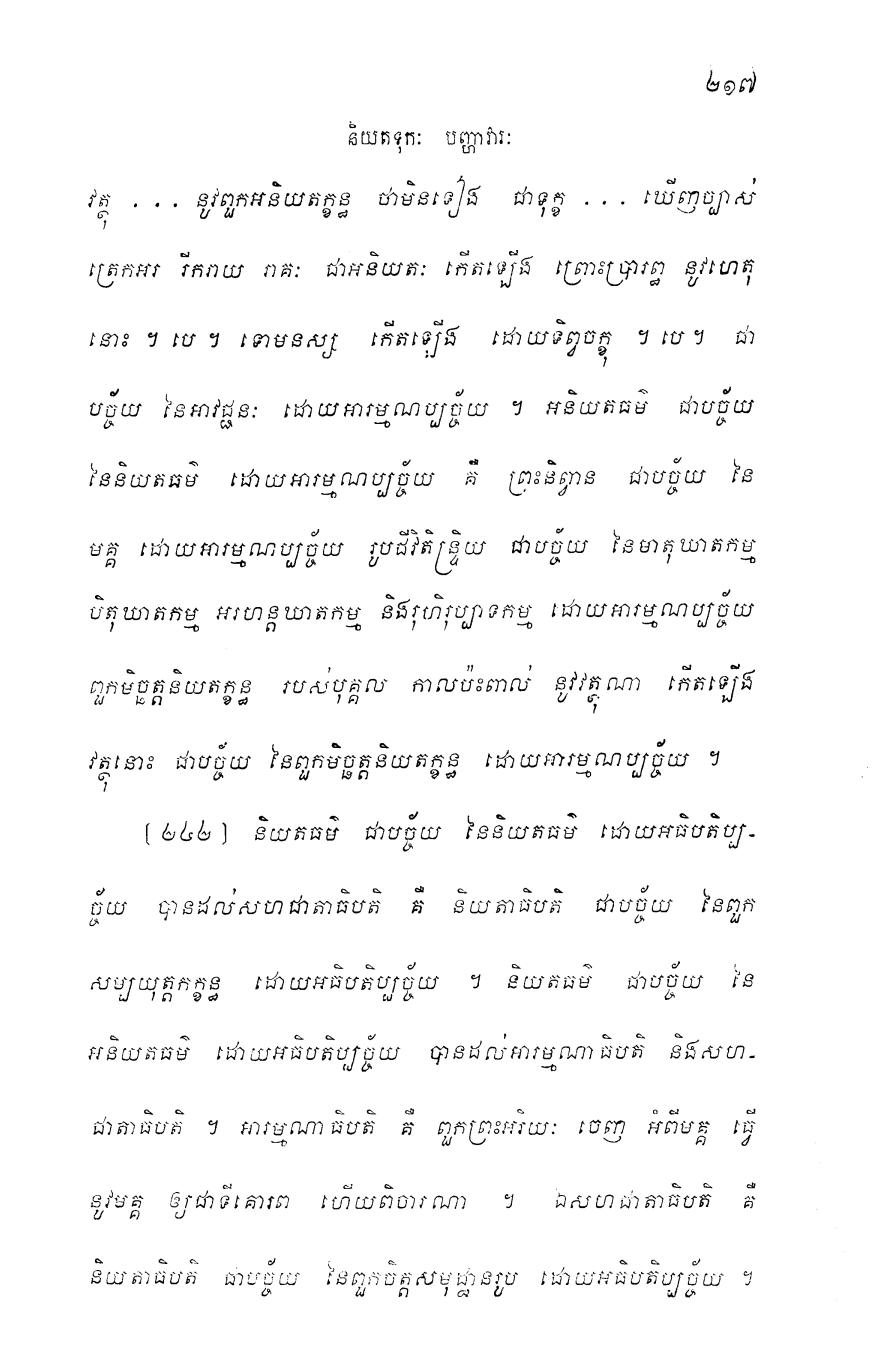 ២១៧
និយតទុកៈ បញ្ហាវារៈ
វត្ថុ ... នូវពួកអនិយតក្ខន្ធ ថាមិនទៀង ជាទុក្ខ ... ឃើញច្បាស់
ត្រេកអរ រីករាយ រាគៈ ជាអនិយតៈ កើតឡើង ព្រោះប្រារព្ធ នូវហេតុ
នោះ ។ បេ ។ ទោមនស្ស កើតឡើង ដោយទិព្វចក្ខុ ។ បេ ។ ជា
បច្ច័យ នៃអាវជ្ជនៈ ដោយអារម្មណប្បច្ច័យ ។ អនិយតធម៌ ជាបច្ច័យ
នៃនិយតធម៌ ដោយអារម្មណប្បច្ច័យ គឺ ព្រះនិព្វាន ជាបច្ច័យ នៃ
មគ្គ ដោយអារម្មណប្បច្ច័យ រូបជីវិតិន្ទ្រិយ ជាបច្ច័យ នៃមាតុឃាតកម្ម
បិតុឃាតកម្ម អរហន្តឃាតកម្ម និងរុហិរុប្បាទកម្ម ដោយអារម្មណប្បច្ច័យ
ពួកមិច្ឆត្តនិយតក្ខន្ធ របស់បុគ្គល កាលប៉ះពាល់ នូវវត្ថុណា កើតឡើង
វត្ថុនោះ ជាបច្ច័យ នៃពួកមិច្ឆត្តនិយតក្ខន្ធ ដោយអារម្មណប្បច្ច័យ ។
[២៤២] និយតធម៌ ជាបច្ច័យ នៃនិយតធម៌ ដោយអធិបតិប្ប-
ច្ច័យ បានដល់សហជាតាធិបតិ គឺ និយតាធិបតិ ជាបច្ច័យ នៃពួក
សម្បយុត្តកក្ខន្ធ ដោយអធិបតិប្បច្ច័យ ។ និយតធម៌ ជាបច្ច័យ នៃ
អនិយតធម៌ ដោយអធិបតិប្បច្ច័យ បានដល់អារម្មណាធិបតិ និងសហ-
ជាតាធិបតិ ។ អារម្មណាធិបតិ គឺ ពួកព្រះអរិយៈ ចេញ អំពីមគ្គ ធ្វើ
នូវមគ្គ ឲ្យជាទីគោរព ហើយពិចារណា ។ ឯសហជាតាធិបតិ គឺ
និយតាធិបតិ ជាបច្ច័យ នៃពួកចិត្តសមុដ្ឋានរូប ដោយអធិបតិប្បច្ច័យ ។